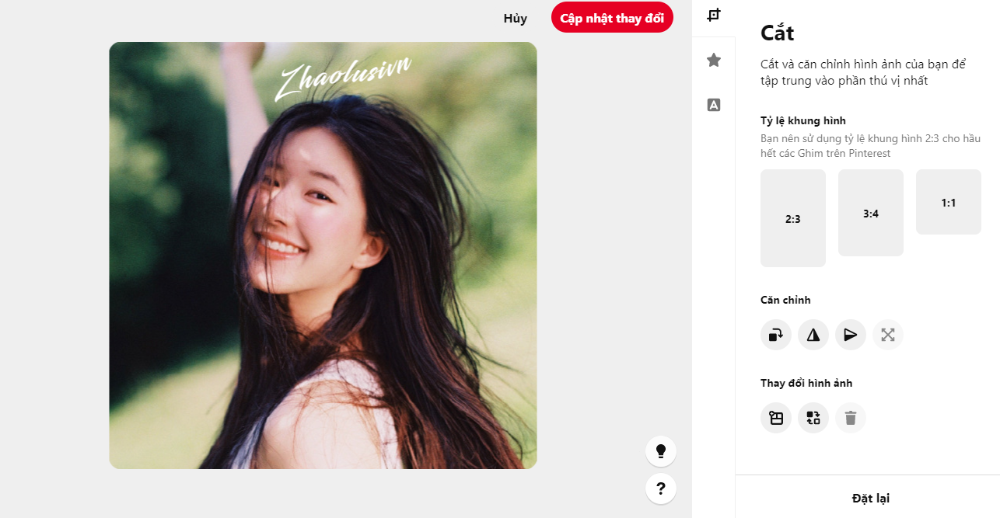 Hủy
Cập nhật thay đổi
Zhaolusivn
Cắt
Cắt và căn chỉnh hình ảnh của bạn để
tập trung vào phần thú vị nhất
Tỷ lệ khung hình
Bạn nên sử dụng tỷ lệ khung hình 2:3 cho hầu
hết các Ghim trên Pinterest
2:3
3:4
1:1
Căn chỉnh
Thay đổi hình ảnh
Đặt lại